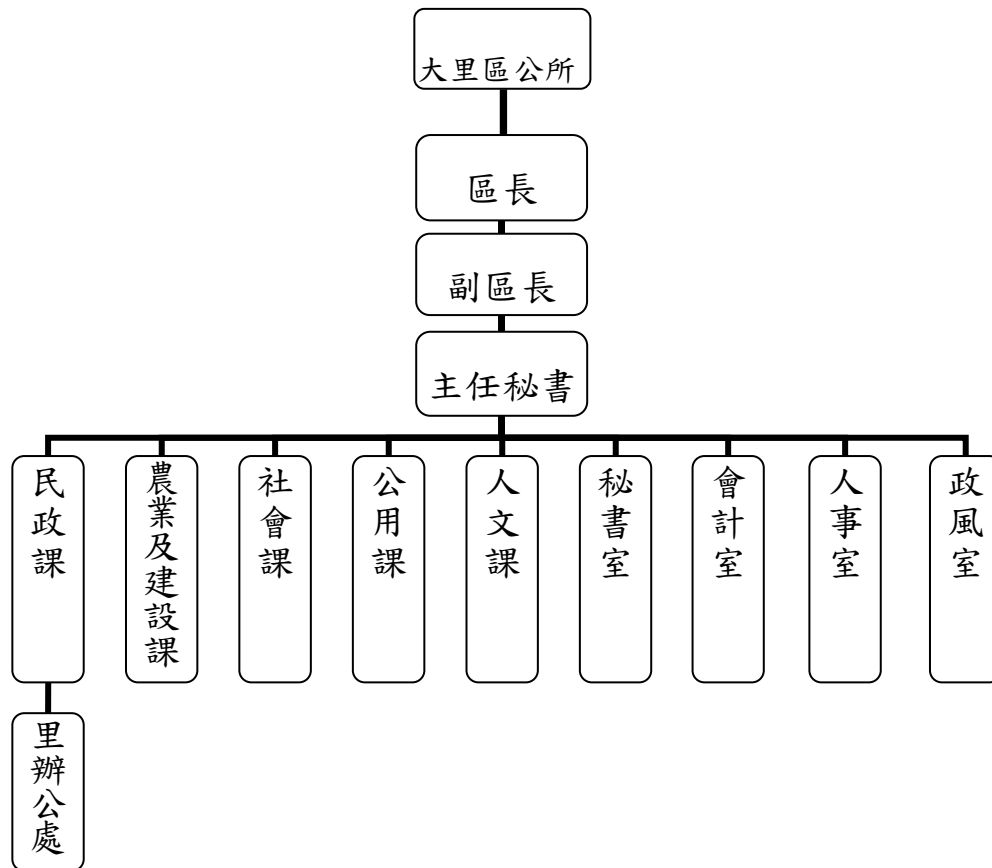 大里區公所
區長
副區長
主任秘書
民政課
農業及建設課
社會課
公用課
人文課
秘書室
會計室
人事室
政風室
里辦公處